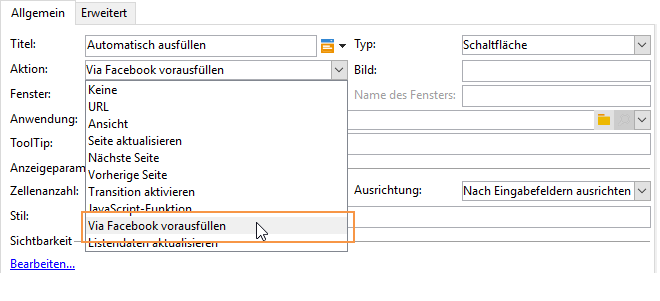 Allgemein Erweitert
Titel: Automatisch ausfüllen Typ: Schaltfläche
Aktion: Via Facebook vorausfüllen Bild:
Fenster: Name des Fensters:
Keine
URL
Anwendung: Ansicht
Seite aktualisieren
ToolTip:
Nächste Seite
Anzeigeparam Vorherige Seite
Zellenanzahl: Transition aktivieren Ausrichtung: Nach Eingabefeldern ausrichten
JavaScript-Funktion
Stil: Via Facebook vorausfüllen
Sichtbarkeit Listendaten aktualisieren
Bearbeiten...